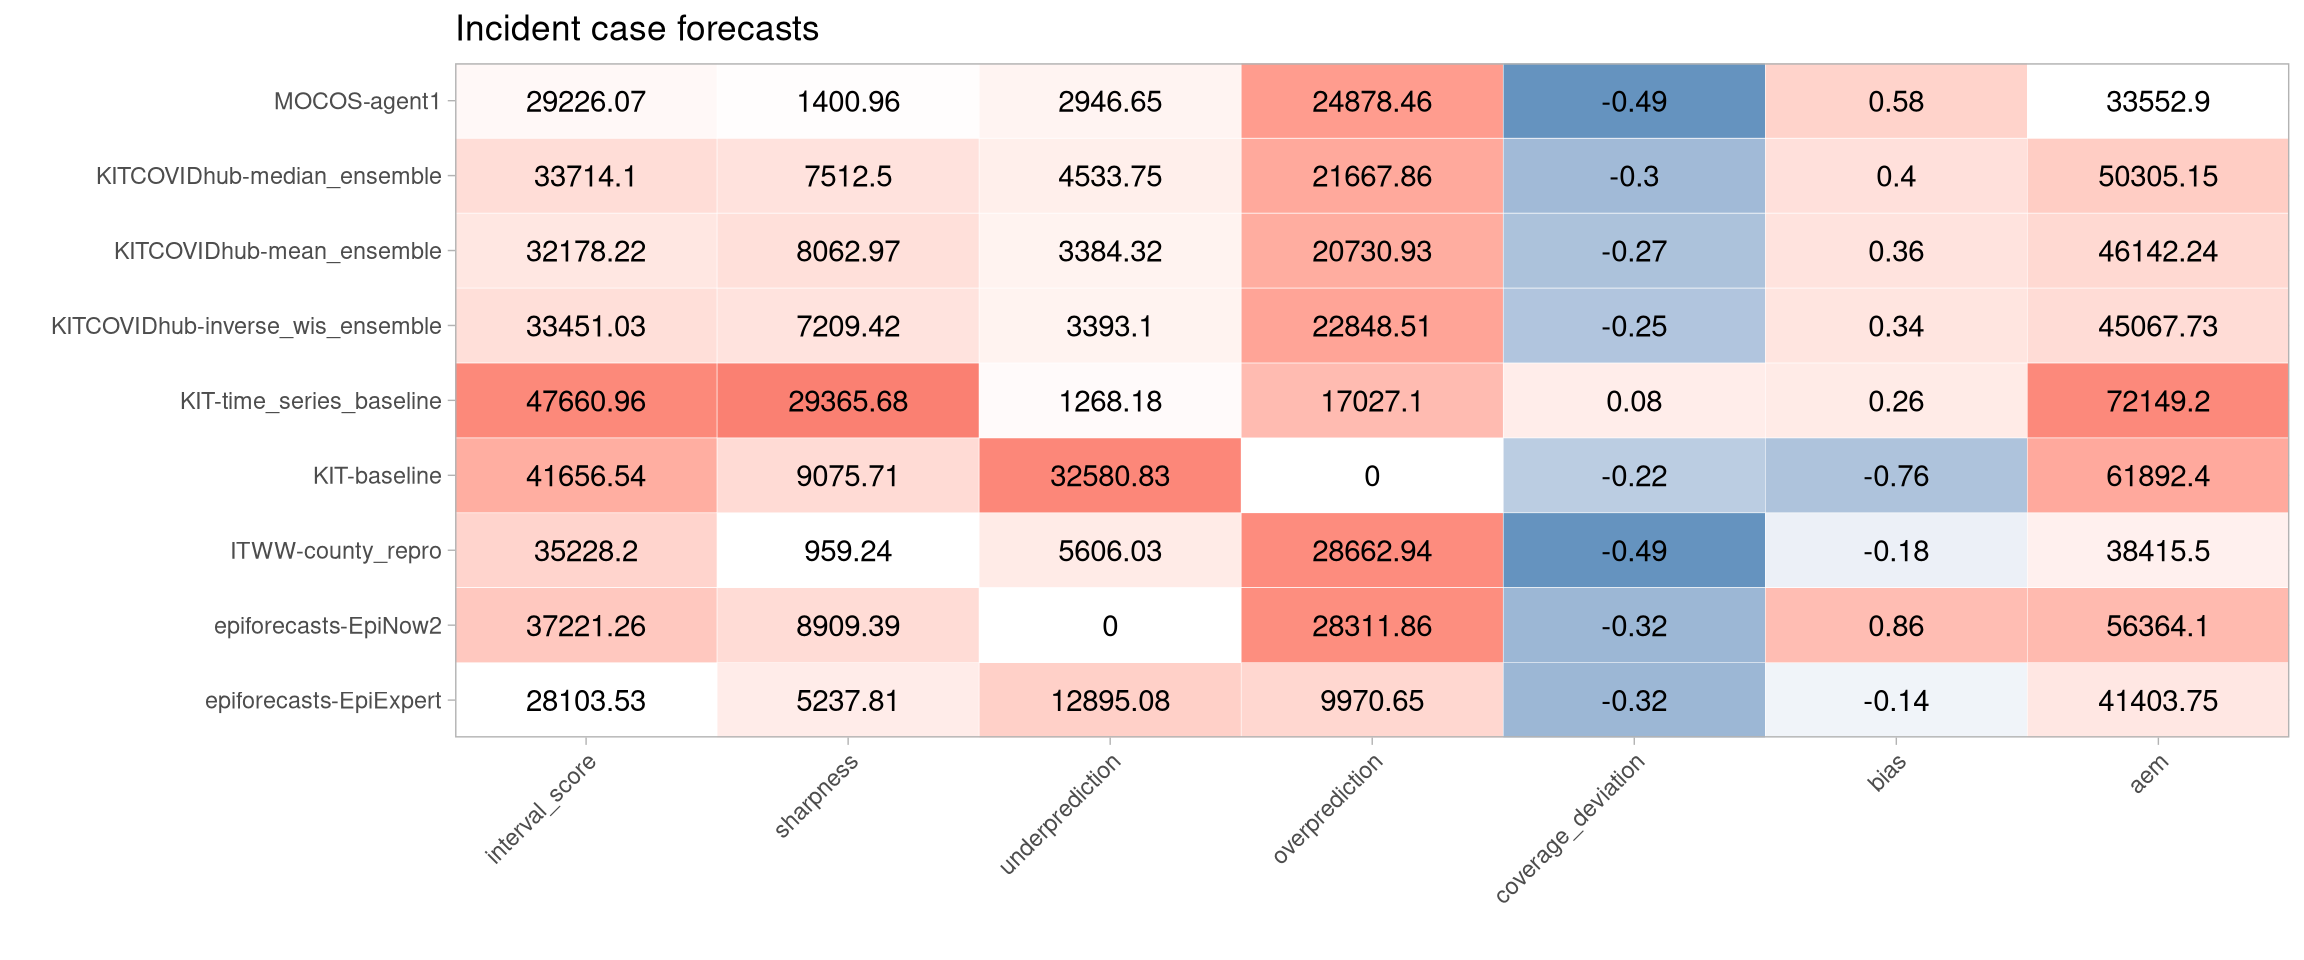 Incident case forecasts
MOCOS-agent1 29226.07 1400.96 2946.65 24878.46 -0.49 0.58 33552.9
KITCOVIDhub-median_ensemble 33714.1 7512.5 4533.75 21667.86 -0.3 0.4 50305.15
KITCOVIDhub-mean_ensemble 32178.22 8062.97 3384.32 20730.93 -0.27 0.36 46142.24
KITCOVIDhub-inverse_wis_ensemble 33451.03 7209.42 3393.1 22848.51 -0.25 0.34 45067.73
KIT-time_series_baseline 47660.96 29365.68 1268.18 17027.1 0.08 0.26 72149.2
KIT-baseline 41656.54 9075.71 32580.83 0 -0.22 -0.76 61892.4
ITWW-county_repro 35228.2 959.24 5606.03 28662.94 -0.49 -0.18 38415.5
epiforecasts-EpiNow2 37221.26 8909.39 0 28311.86 -0.32 0.86 56364.1
epiforecasts-EpiExpert 28103.53 5237.81 12895.08 9970.65 -0.32 -0.14 41403.75
interval_score sharpness underprediction overprediction coverage_deviation bias aem